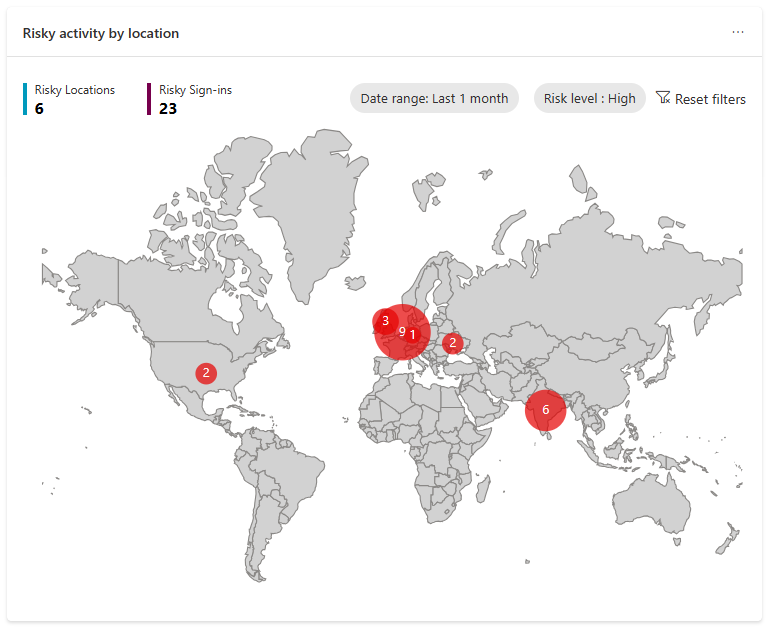 Risky activity by location
...
Risky Locations
6
Risky Sign-ins
23
Date range: Last 1 month
Risk level : High
Reset filters
3
9
1
2
2
6